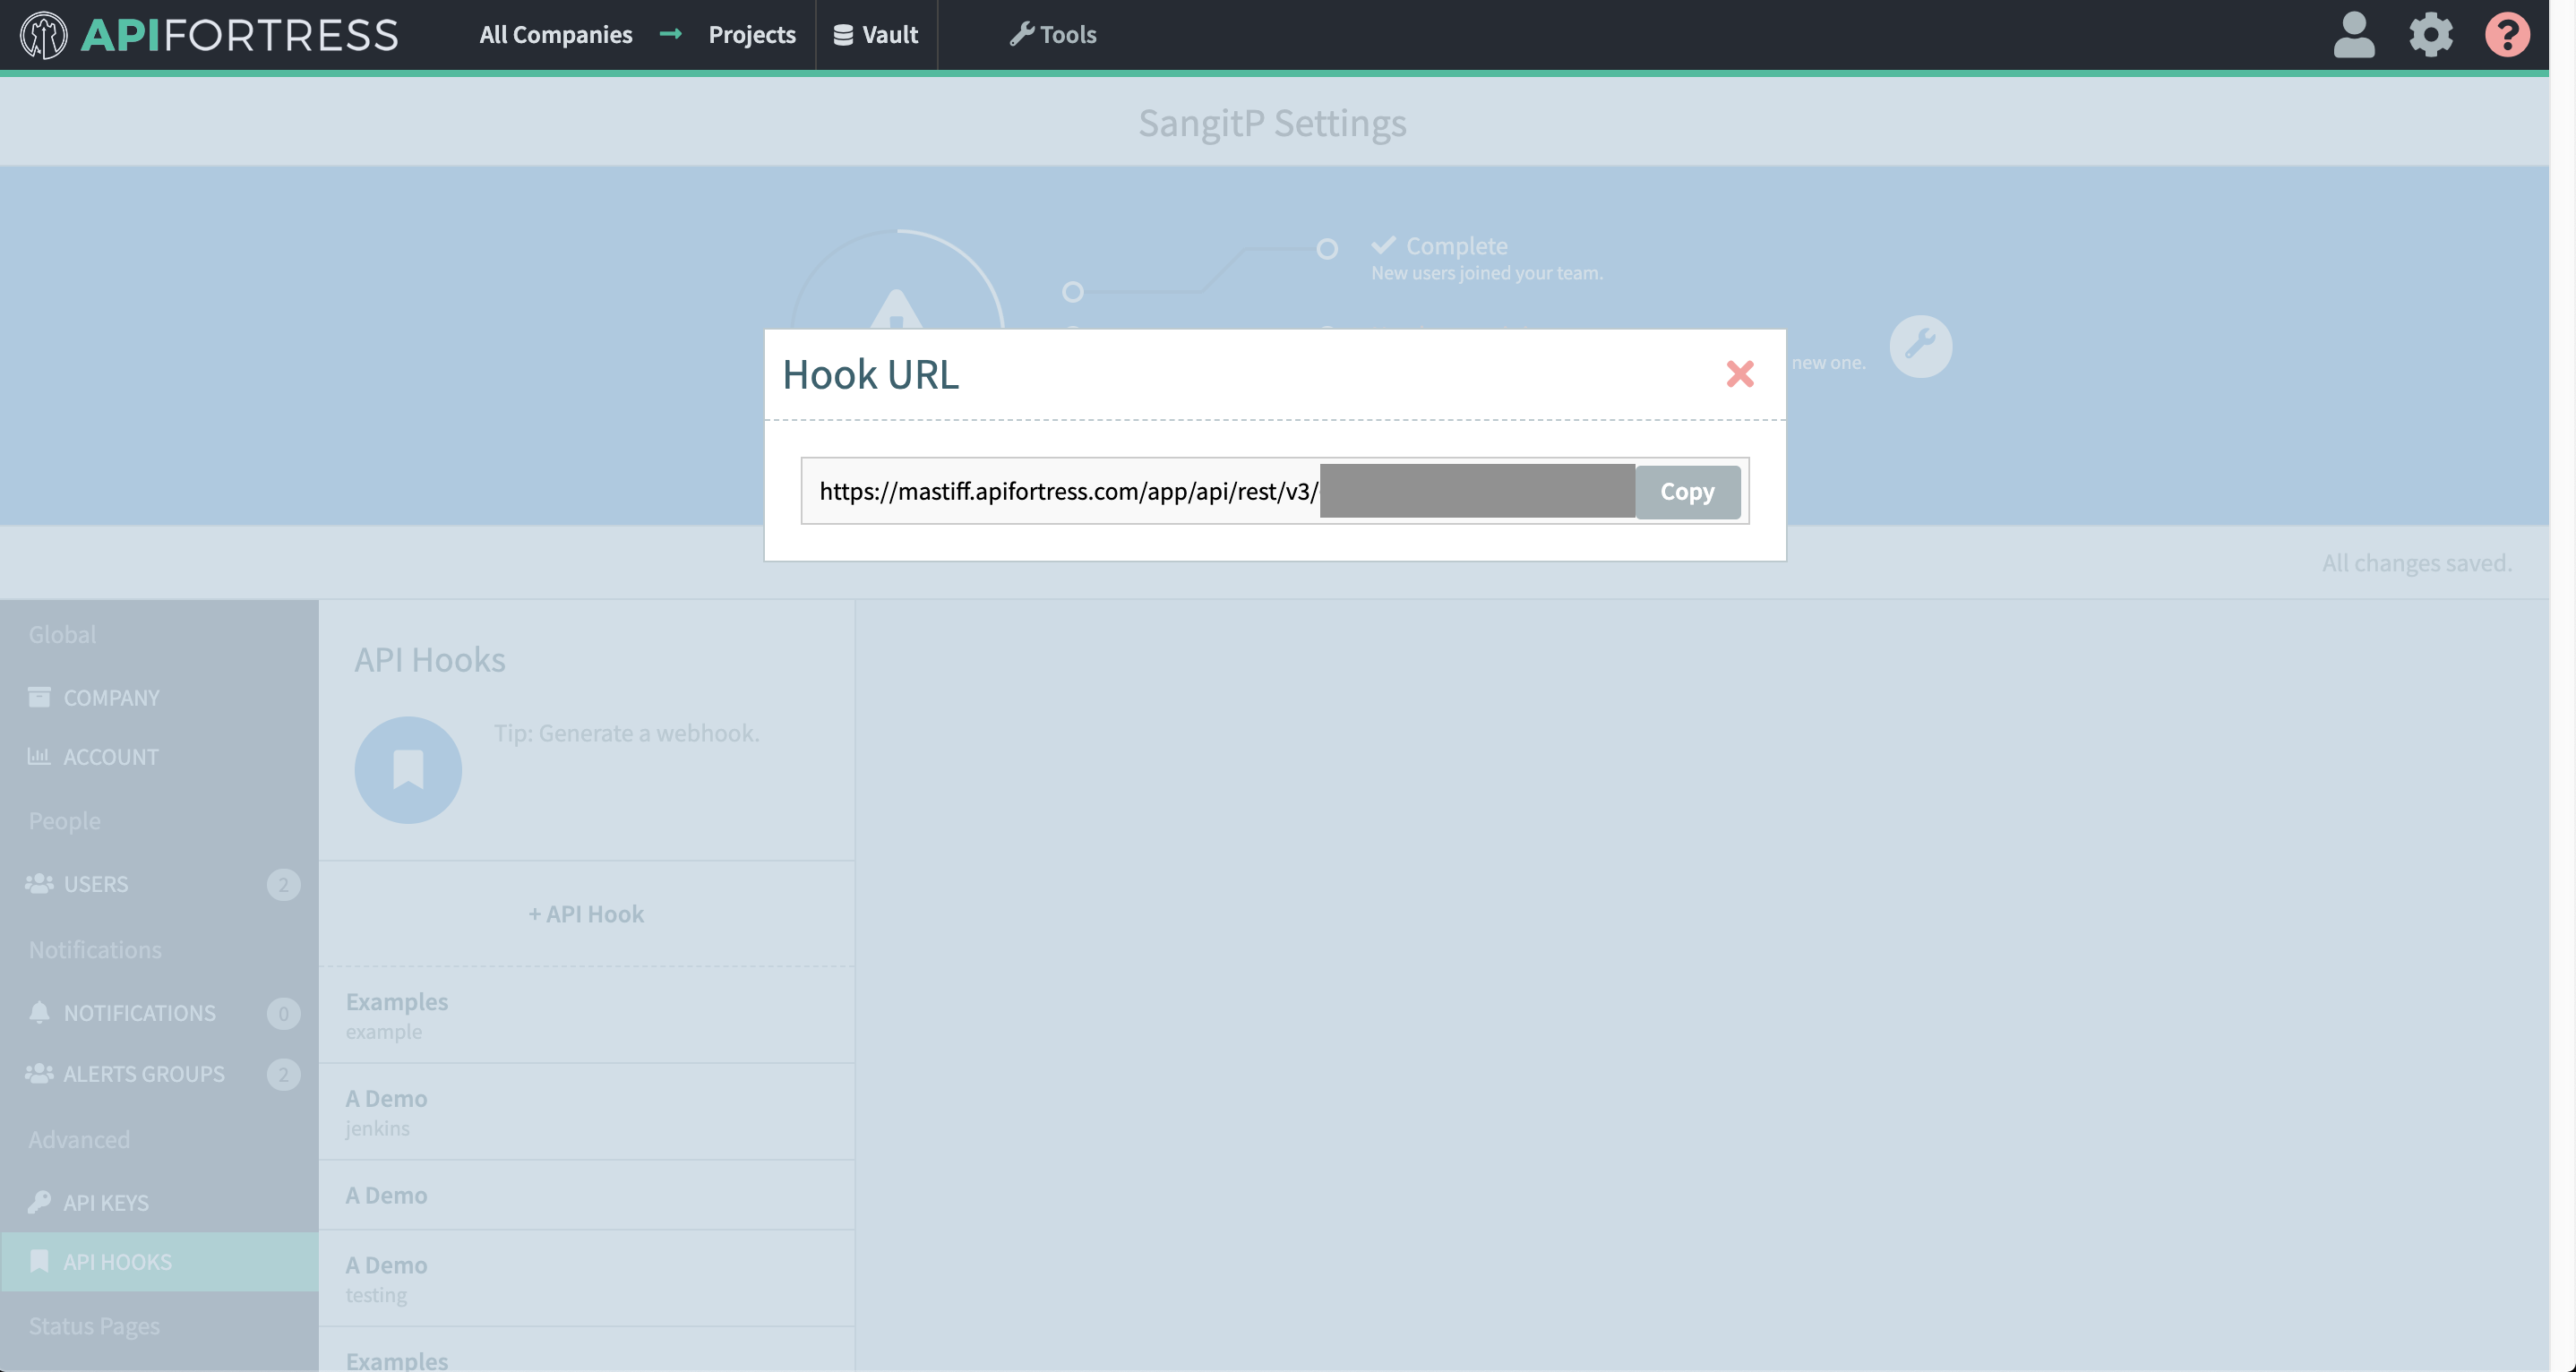 APIFORTRESS
All Companies → Projects Vault Tools
SangitP Settings
Complete
New users joined your team.
new one.
Hook URL
https://mastiff.apifortress.com/app/api/rest/v3/
Copy
All changes saved.
Global
COMPANY
ACCOUNT
People
USERS 2
Notifications
NOTIFICATIONS 0
ALERTS GROUPS 2
Advanced
API KEYS
API HOOKS
Status Pages
API Hooks
Tip: Generate a webhook.
+ API Hook
Examples
example
A Demo
jenkins
A Demo
A Demo
testing
Examples